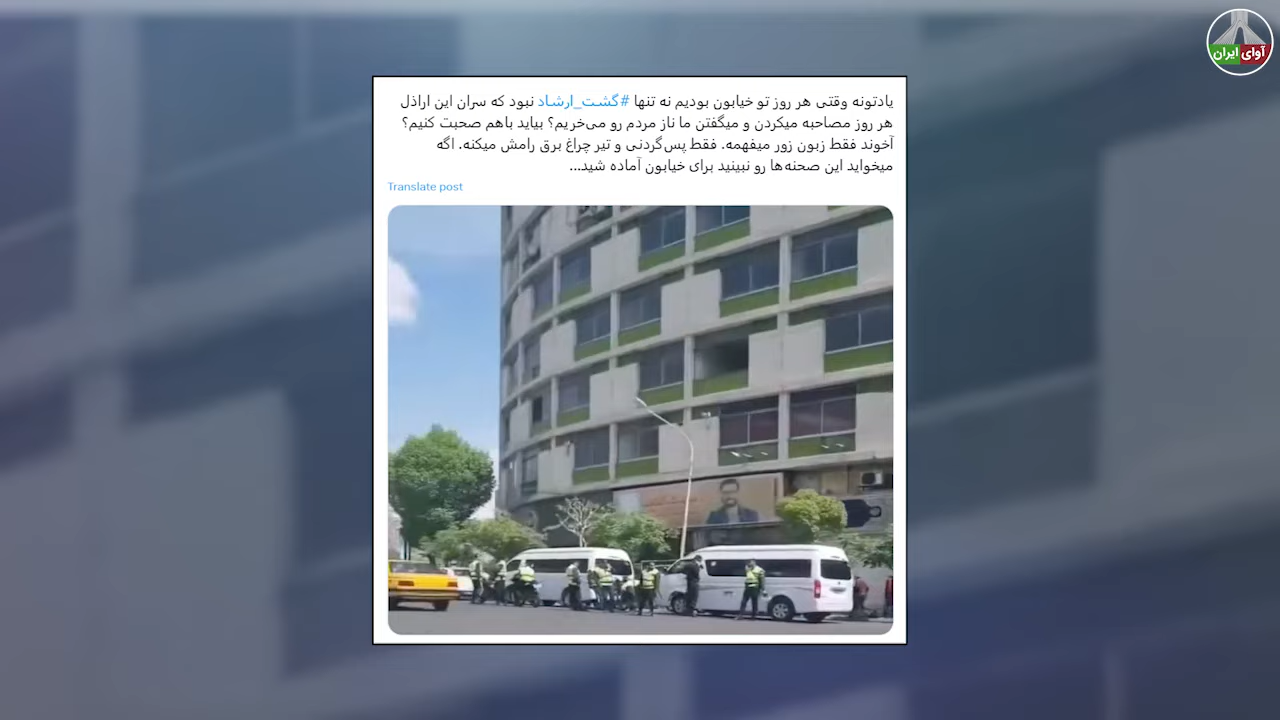 آوای ایران
یادتونه وقتی هر روز تو خیابون بودیم نه تنها #گشت_ارشاد نبود که سران این اراذل
هر روز مصاحبه میکردن و میگفتن ما ناز مردم رو می‌خریم؟ بیاید باهم صحبت کنیم؟
آخوند فقط زبون زور میفهمه. فقط پس‌گردنی و تیر چراغ برق رامش میکنه. اگه
میخواید این صحنه‌ها رو نبینید برای خیابون آماده شید...
Translate post